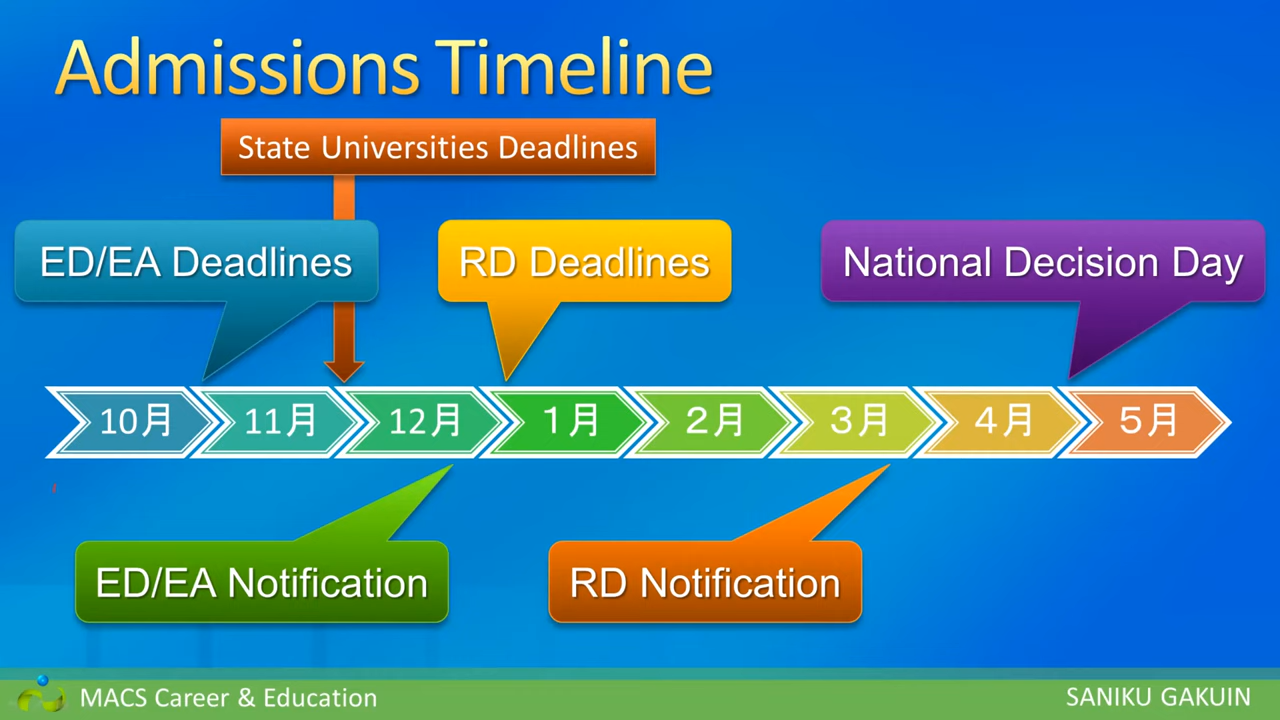 Admissions Timeline
State Universities Deadlines
ED/EA Deadlines
RD Deadlines
National Decision Day
10月
11月
12月
１月
２月
３月
４月
５月
ED/EA Notification
RD Notification
MACS Career & Education
SANIKU GAKUIN